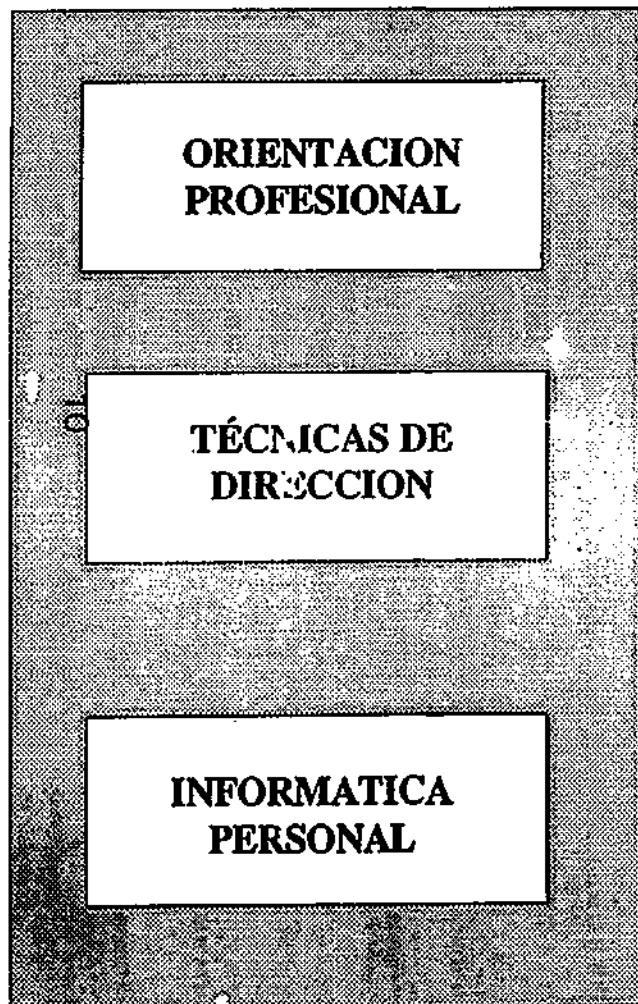 ORIENTACION
PROFESIONAL
TÉCNICAS DE
DIRECCION
INFORMATICA
PERSONAL